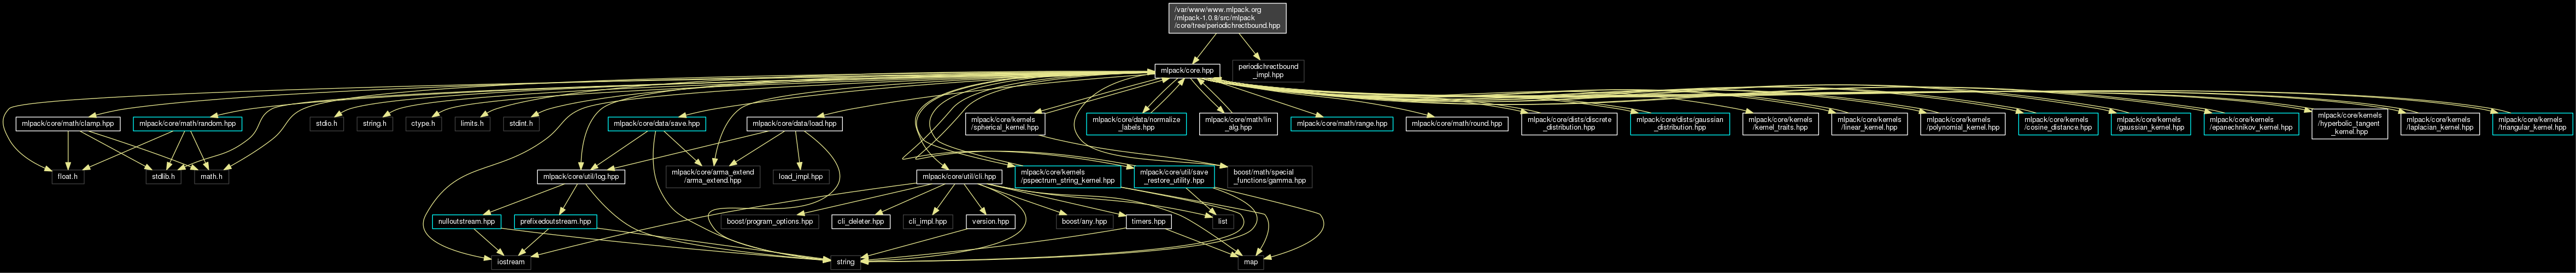 /var/www/www.mlpack.org
/mlpack-1.0.8/src/mlpack
/core/tree/periodichrectbound.hpp
mlpack/core.hpp
periodichrectbound
_impl.hpp
mlpack/core/math/clamp.hpp
mlpack/core/math/random.hpp
stdio.h
string.h
ctype.h
limits.h
stdint.h
mlpack/core/data/save.hpp
mlpack/core/data/load.hpp
mlpack/core/kernels
/spherical_kernel.hpp
mlpack/core/data/normalize
_labels.hpp
mlpack/core/math/lin
_alg.hpp
mlpack/core/math/range.hpp
mlpack/core/math/round.hpp
mlpack/core/dists/discrete
_distribution.hpp
mlpack/core/dists/gaussian
_distribution.hpp
mlpack/core/kernels
/kernel_traits.hpp
mlpack/core/kernels
/linear_kernel.hpp
mlpack/core/kernels
/polynomial_kernel.hpp
mlpack/core/kernels
/cosine_distance.hpp
mlpack/core/kernels
/gaussian_kernel.hpp
mlpack/core/kernels
/epanechnikov_kernel.hpp
mlpack/core/kernels
/hyperbolic_tangent
_kernel.hpp
mlpack/core/kernels
/laplacian_kernel.hpp
mlpack/core/kernels
/triangular_kernel.hpp
float.h
stdlib.h
math.h
mlpack/core/util/log.hpp
mlpack/core/arma_extend
/arma_extend.hpp
load_impl.hpp
mlpack/core/util/cli.hpp
mlpack/core/kernels
/pspectrum_string_kernel.hpp
mlpack/core/util/save
_restore_utility.hpp
boost/math/special
_functions/gamma.hpp
nulloutstream.hpp
prefixedoutstream.hpp
boost/program_options.hpp
cli_deleter.hpp
cli_impl.hpp
version.hpp
boost/any.hpp
timers.hpp
list
iostream
string
map